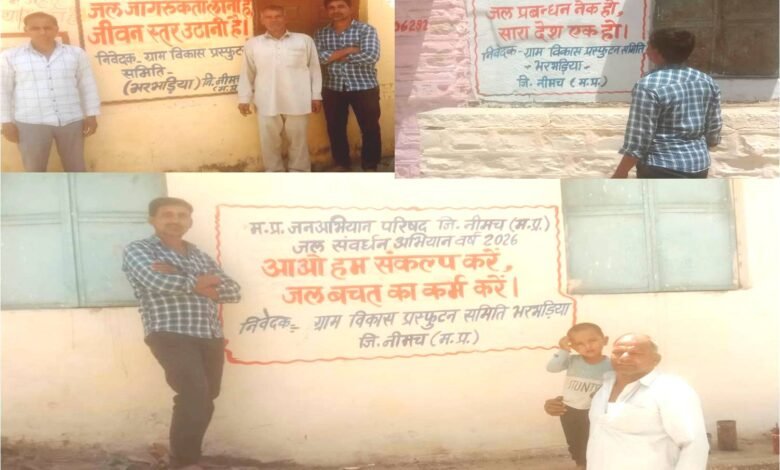 जल जागरुकता लाना है,
जीवन स्तर उठाना है।
निवेदक- ग्राम विकास प्रस्फुटन
समिति-
(भरभड़िया) जि. नीमच
(म.प्र.)
06292
जल प्रबन्धन नेक हो,
सारा देश एक हो।
निवेदक- ग्राम विकास प्रस्फुटन समिति
- भरभड़िया-
जि. नीमच (म.प्र.)
म.प्र. जनअभियान परिषद जि. नीमच (म.प्र.)
जल संवर्धन अभियान वर्ष 2026
आओ हम संकल्प करें,
जल बचत का कर्म करें।
निवेदक:- ग्राम विकास प्रस्फुटन समिति भरभड़िया
जि. नीमच (म.प्र.)